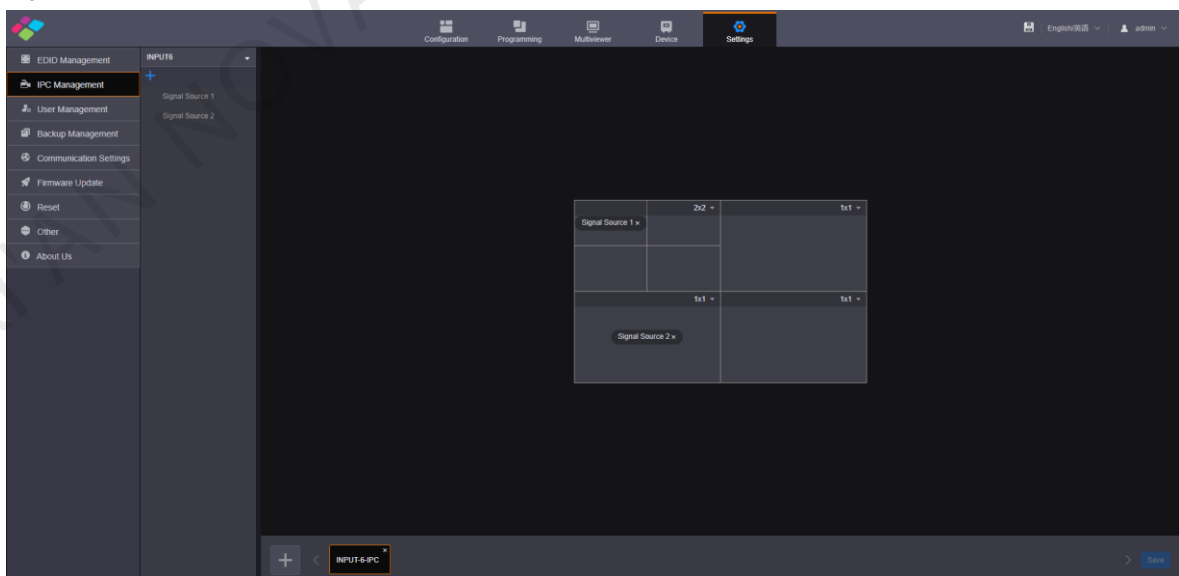 Configuration
Programming
Multiviewer
Device
Settings
English/英语
admin
EDID Management
IPC Management
User Management
Backup Management
Communication Settings
Firmware Update
Reset
Other
About Us
INPUT6
Signal Source 1
Signal Source 2
2x2
1x1
Signal Source 1 ×
1x1
1x1
Signal Source 2 ×
INPUT-6-IPC
Save